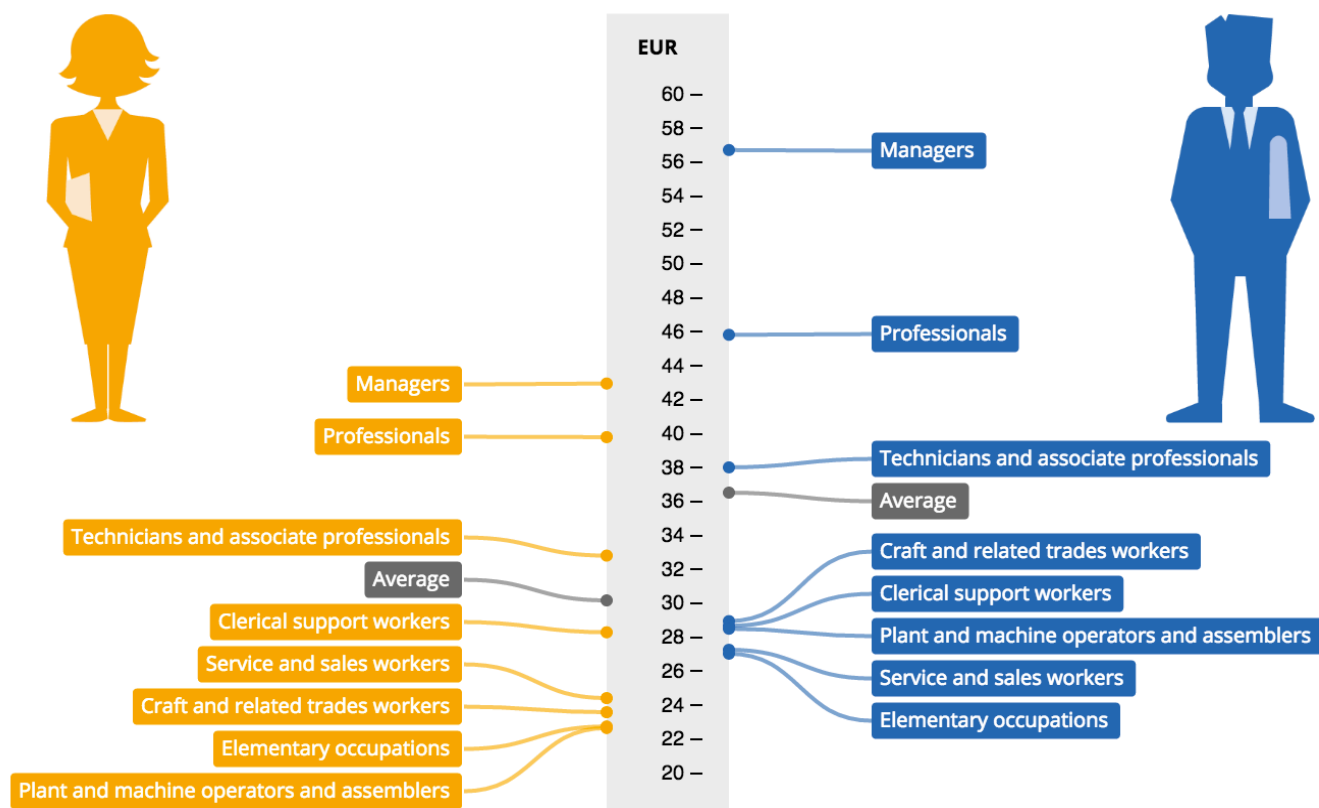 EUR
60
58
56
54
52
50
48
46
44
42
40
38
36
34
32
30
28
26
24
22
20
Managers
Professionals
Technicians and associate professionals
Average
Clerical support workers
Service and sales workers
Craft and related trades workers
Elementary occupations
Plant and machine operators and assemblers
Managers
Professionals
Technicians and associate professionals
Average
Craft and related trades workers
Clerical support workers
Plant and machine operators and assemblers
Service and sales workers
Elementary occupations